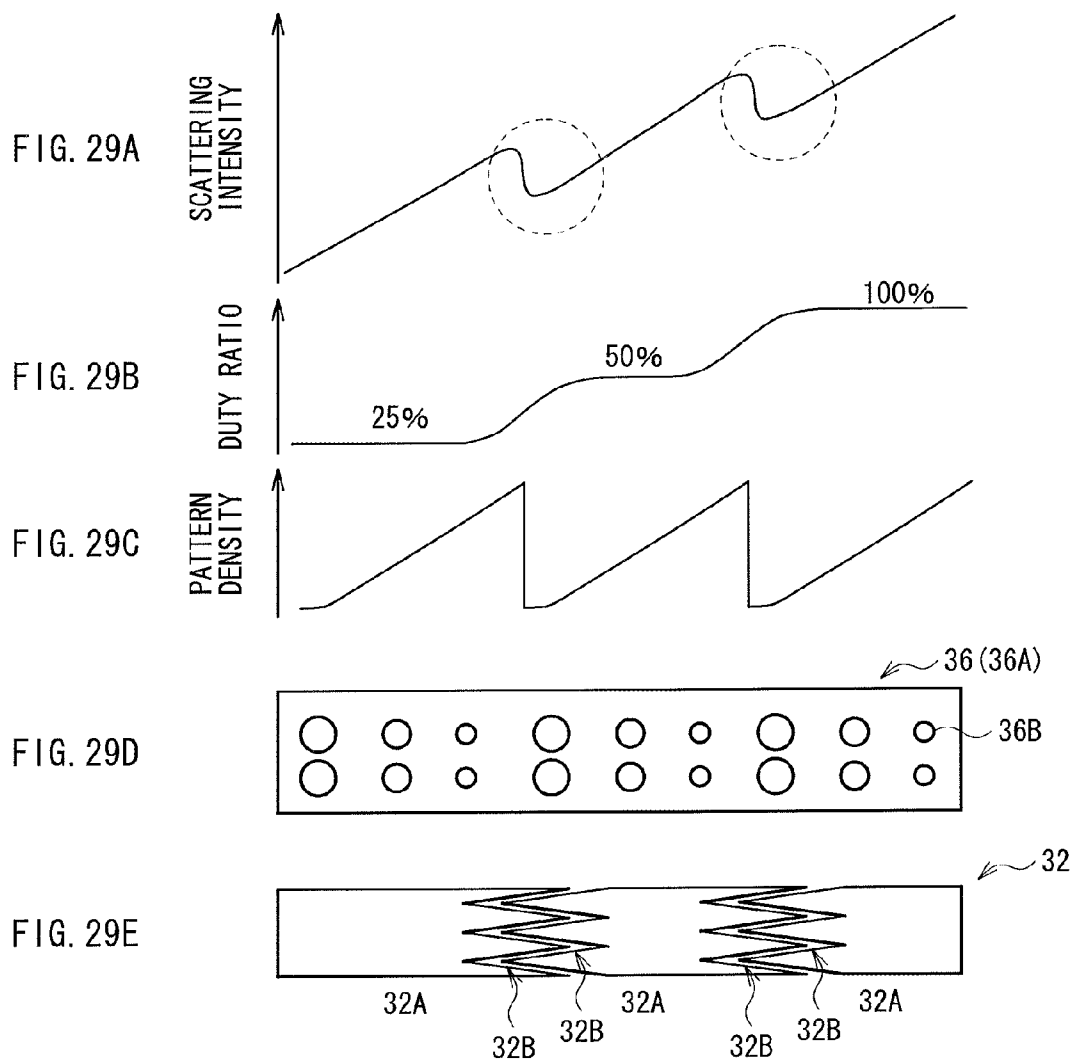 FIG. 29A
SCATTERING
INTENSITY
FIG. 29B
DUTY RATIO
25%
50%
100%
FIG. 29C
PATTERN
DENSITY
FIG. 29D
36(36A)
36B
FIG. 29E
32
32A
32B
32B
32A
32B
32B
32A